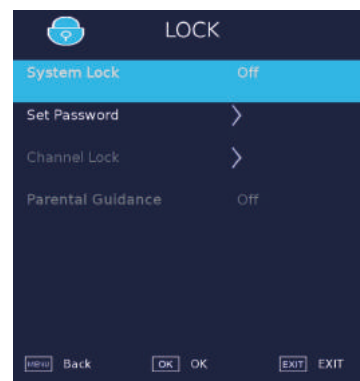 LOCK
System Lock Off
Set Password >
Channel Lock >
Parental Guidance Off
MENU Back OK OK EXIT EXIT